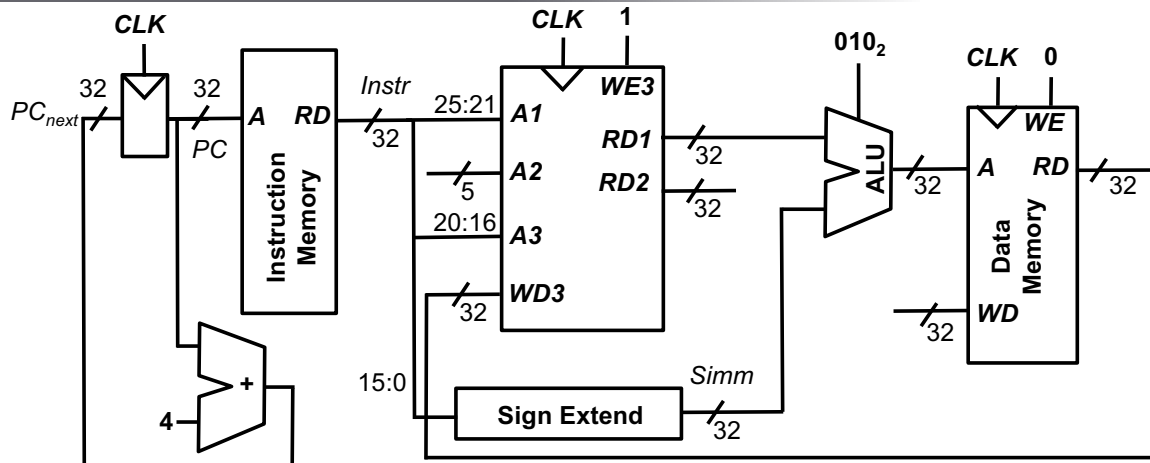 CLK
CLK
1
010₂
CLK
0
32
32
Instr
25:21
WE3
WE
PCnext
A
RD
32
A1
RD1
32
PC
A2
5
RD2
32
ALU
32
A
RD
32
Instruction
Memory
20:16
A3
Data
Memory
WD3
32
WD
32
+
4
15:0
Sign Extend
Simm
32